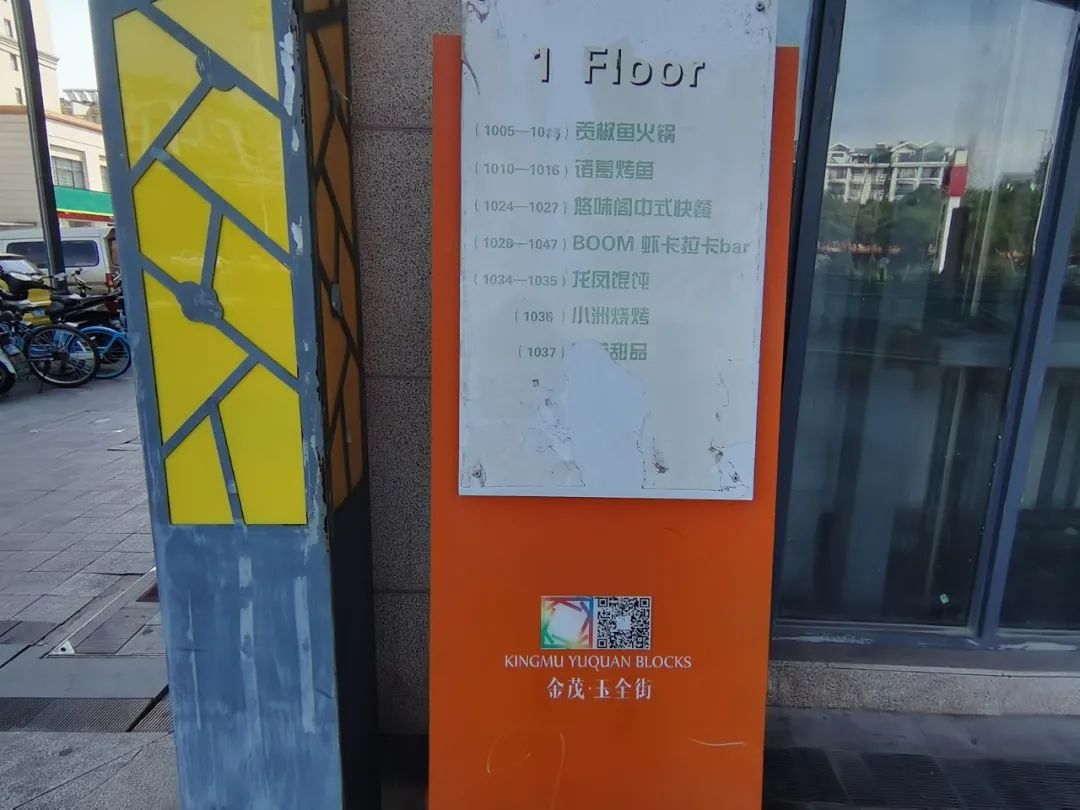 1 Floor
(1005—10 ) 贡椒鱼火锅
(1010—1016) 诸葛烤鱼
(1024—1027) 悠味阁中式快餐
(1028—1047) BOOM 虾卡拉卡bar
(1034—1035) 龙凤馄饨
(1036) 小洲烧烤
(1037) 甜品
KINGMU YUQUAN BLOCKS
金茂·玉全街